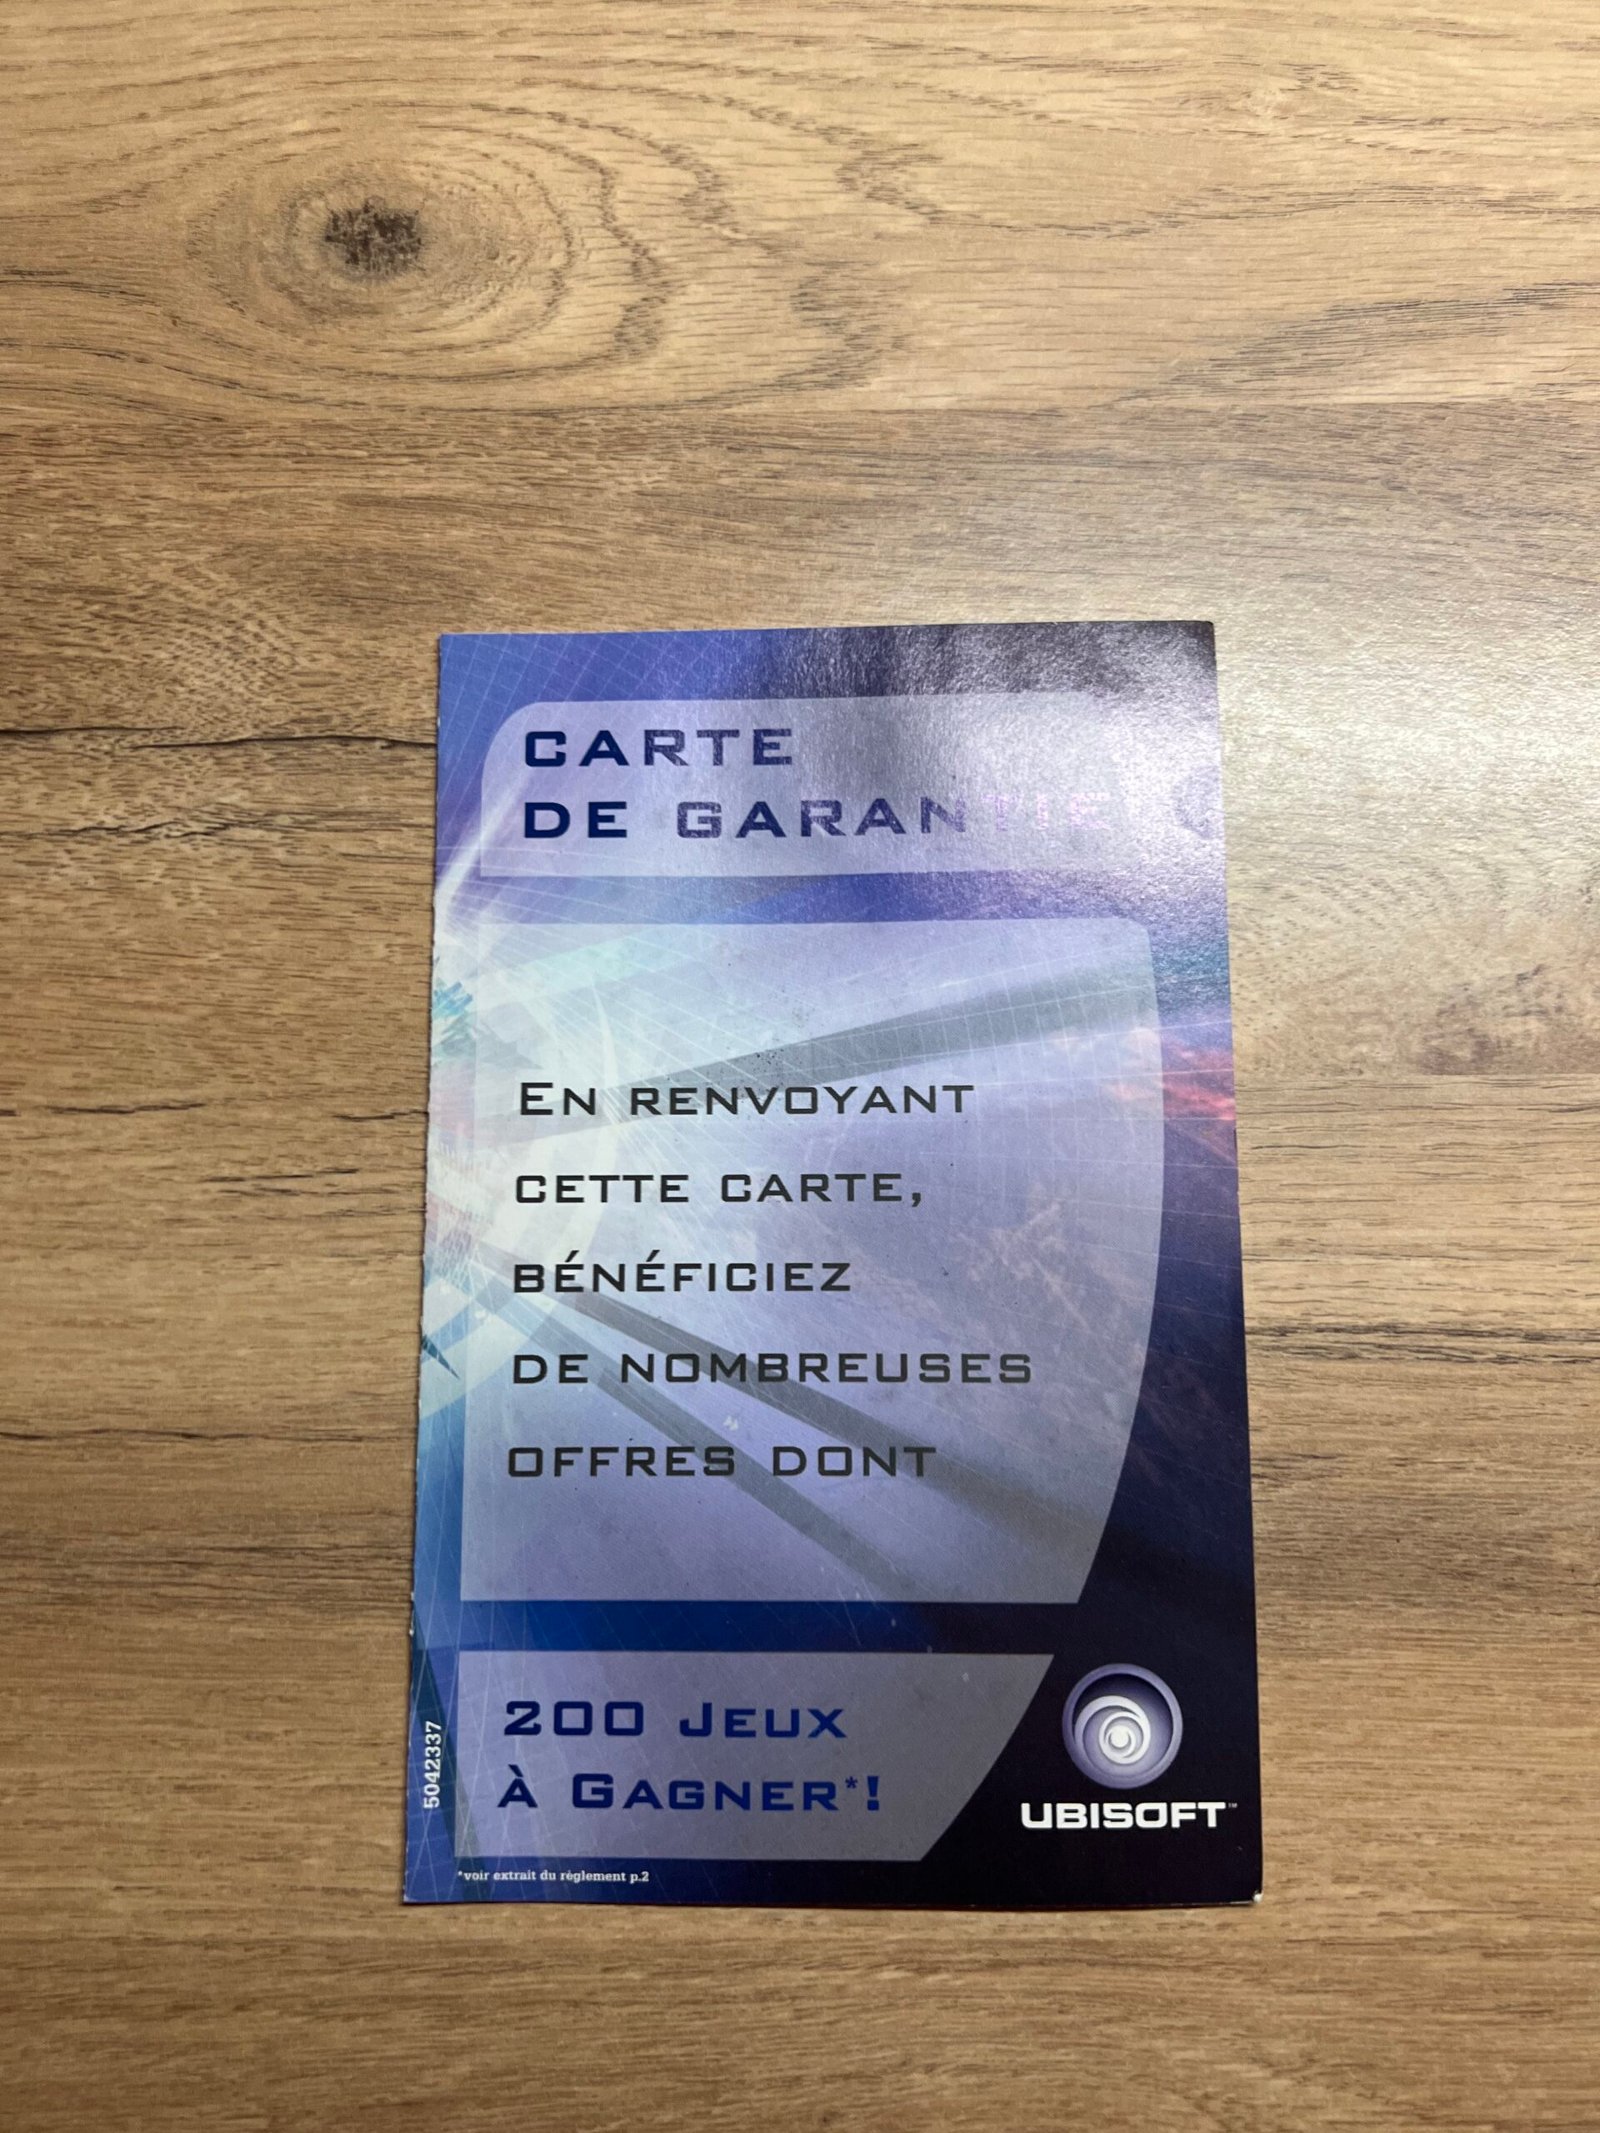 CARTE
DE GARANTIE
EN RENVOYANT
CETTE CARTE,
BÉNÉFICIEZ
DE NOMBREUSES
OFFRES DONT
200 JEUX
À GAGNER*!
5042337
UBISOFT™
*voir extrait du règlement p.2